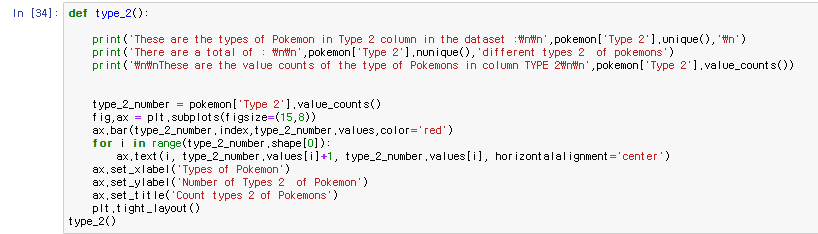 In [34]: def type_2():
print('These are the types of Pokemon in Type 2 column in the dataset :₩n₩n',pokemon['Type 2'].unique(),'₩n')
print('There are a total of : ₩n₩n',pokemon['Type 2'].nunique(),'different types 2  of pokemons')
print('₩n₩nThese are the value counts of the type of Pokemons in column TYPE 2₩n₩n',pokemon['Type 2'].value_counts())
type_2_number = pokemon['Type 2'].value_counts()
fig,ax = plt.subplots(figsize=(15,8))
ax.bar(type_2_number.index,type_2_number.values,color='red')
for i in range(type_2_number.shape[0]):
ax.text(i, type_2_number.values[i]+1, type_2_number.values[i], horizontalalignment='center')
ax.set_xlabel('Types of Pokemon')
ax.set_ylabel('Number of Types 2  of Pokemon')
ax.set_title('Count types 2 of Pokemons')
plt.tight_layout()
type_2()